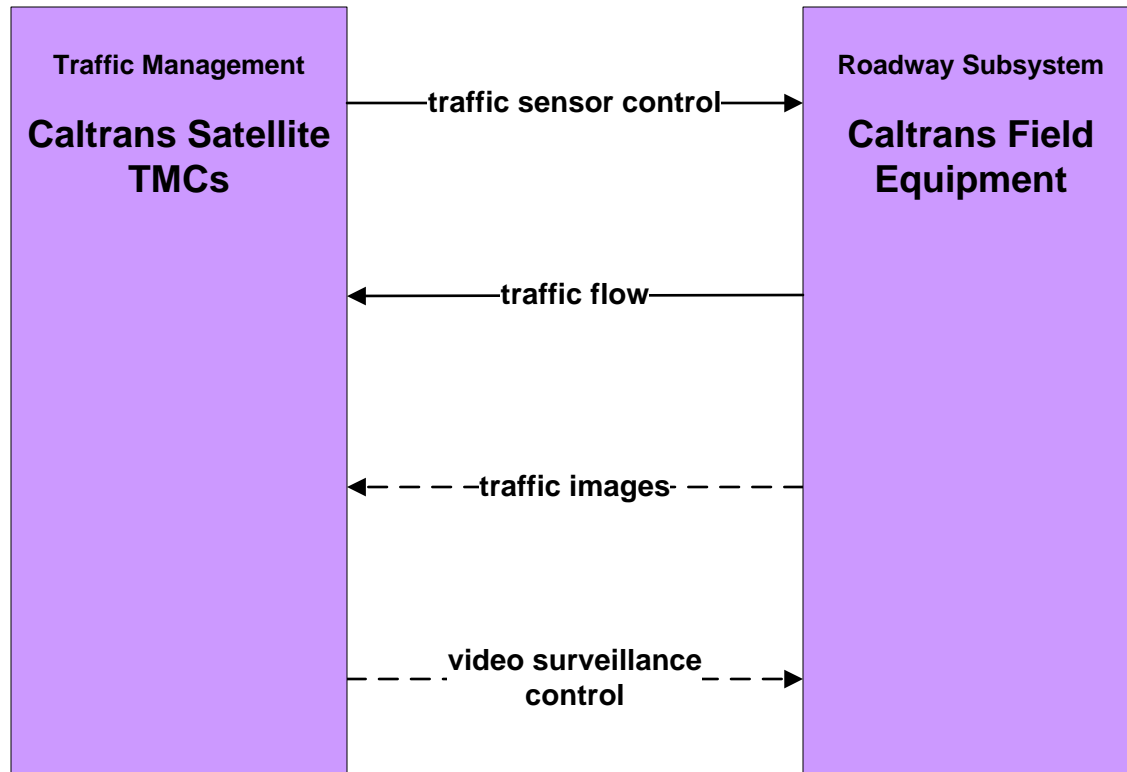 Traffic Management
Caltrans Satellite
TMCs
Roadway Subsystem
Caltrans Field
Equipment
traffic sensor control
traffic flow
traffic images
video surveillance
control